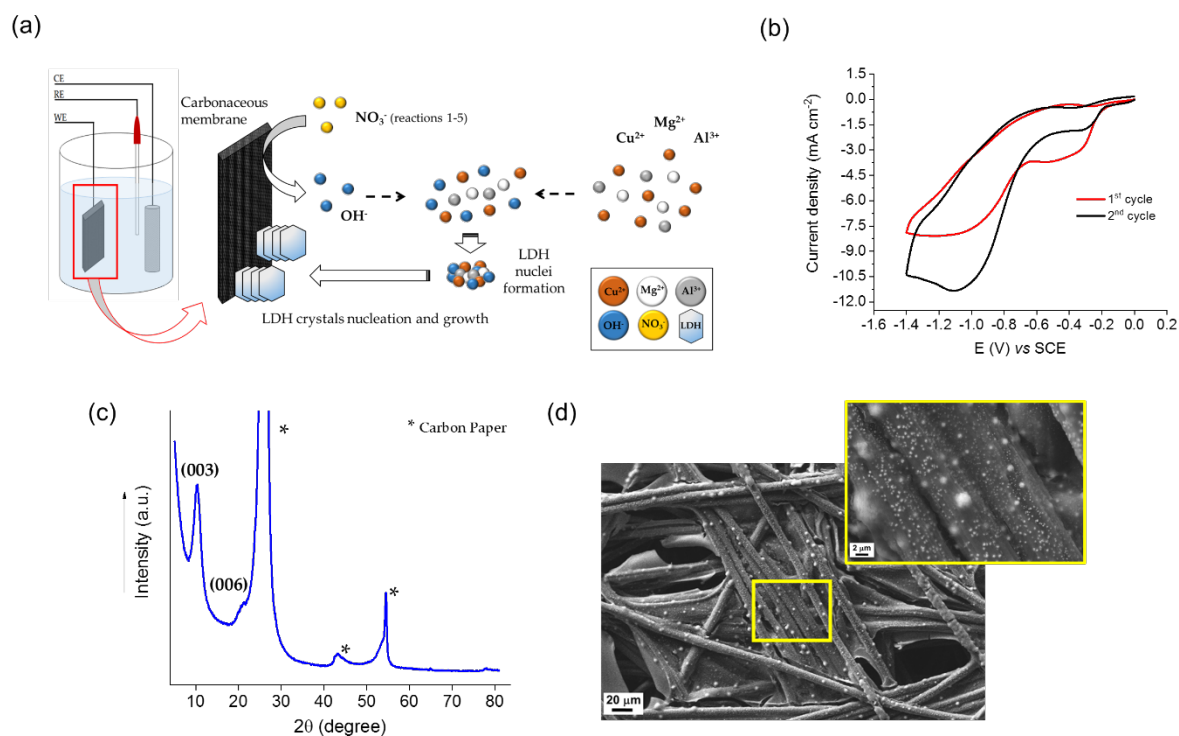 (a)
CE
RE
WE
Carbonaceous
membrane
NO₃⁻ (reactions 1-5)
OH⁻
Cu²⁺
Mg²⁺
Al³⁺
LDH
nuclei
formation
LDH crystals nucleation and growth
Cu²⁺ Mg²⁺ Al³⁺
OH⁻ NO₃⁻ LDH
(b)
Current density (mA cm⁻²)
1.5
0.0
-1.5
-3.0
-4.5
-6.0
-7.5
-9.0
-10.5
-12.0
1ˢᵗ cycle
2ⁿᵈ cycle
-1.6 -1.4 -1.2 -1.0 -0.8 -0.6 -0.4 -0.2 0.0
E (V) vs SCE
(c)
Intensity (a.u.)
(003)
(006)
*
*
*
* Carbon Paper
10 20 30 40 50 60 70 80
2θ (degree)
(d)
2 μm
20 μm